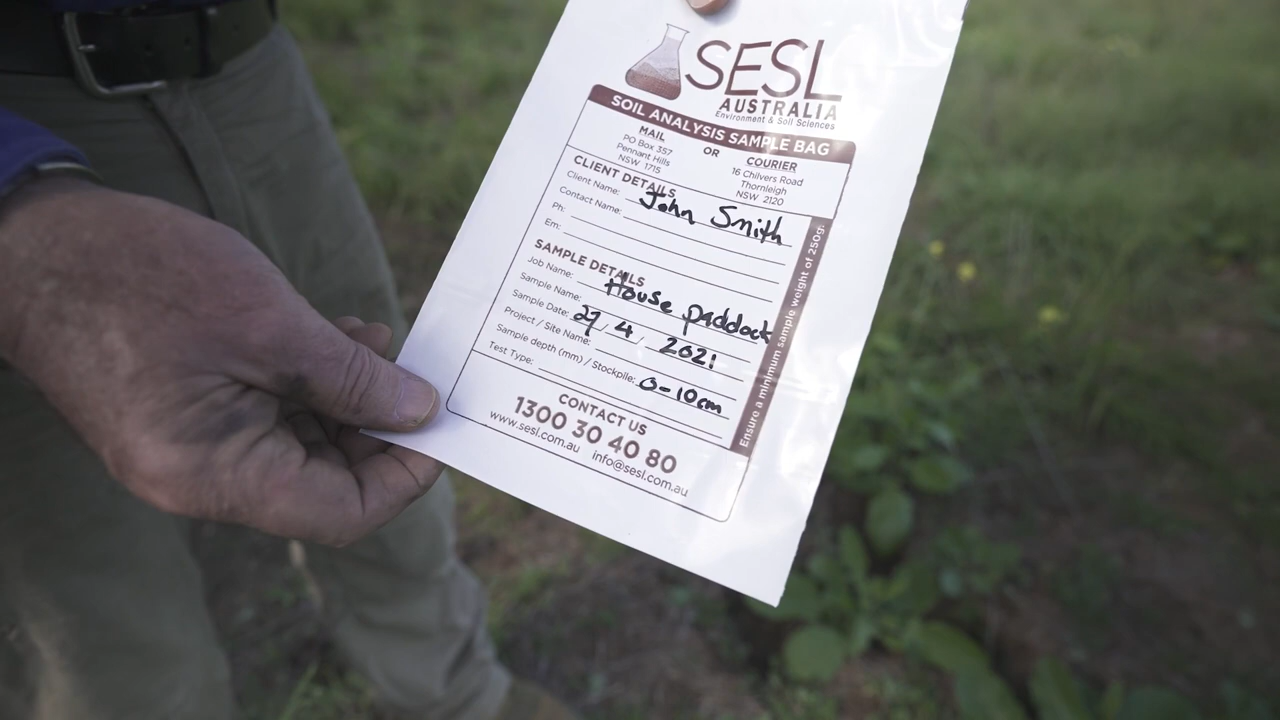 SESL
AUSTRALIA
Environment & Soil Sciences
SOIL ANALYSIS SAMPLE BAG
MAIL
PO Box 357
Pennant Hills
NSW 1715
OR
COURIER
16 Chilvers Road
Thornleigh
NSW 2120
CLIENT DETAILS
Client Name: John Smith
Contact Name:
Ph:
Em:
SAMPLE DETAILS
Job Name:
Sample Name: House paddock
Sample Date: 29/4/2021
Project / Site Name:
Sample depth (mm) / Stockpile: 0-10cm
Test Type:
Ensure a minimum sample weight of 250g.
CONTACT US
1300 30 40 80
www.sesl.com.au info@sesl.com.au